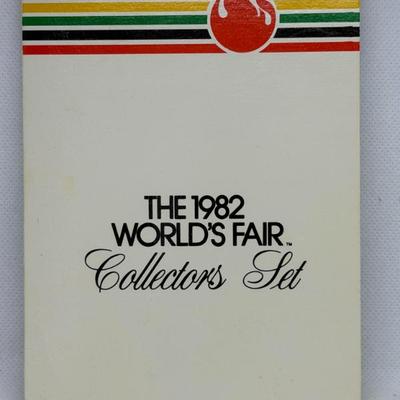 THE 1982
WORLD'S FAIR™
Collectors Set